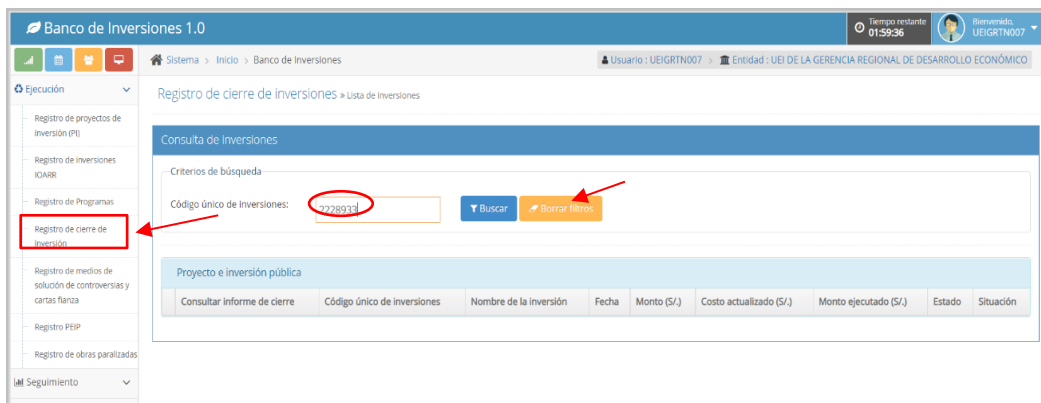 Banco de Inversiones 1.0
Tiempo restante
01:59:36
Bienvenido,
UEIGRTN007
Sistema > Inicio > Banco de Inversiones
Usuario : UEIGRTN007 > Entidad : UEI DE LA GERENCIA REGIONAL DE DESARROLLO ECONÓMICO
Ejecución
Registro de proyectos de
inversión (PI)
Registro de inversiones
IOARR
Registro de Programas
Registro de cierre de
inversión
Registro de medios de
solución de controversias y
cartas fianza
Registro PEIP
Registro de obras paralizadas
Seguimiento
Registro de cierre de inversiones » Lista de Inversiones
Consulta de Inversiones
Criterios de búsqueda
Código único de inversiones:
2228933
Buscar
Borrar filtros
Proyecto e inversión pública
Consultar informe de cierre Código único de inversiones Nombre de la inversión Fecha Monto (S/.) Costo actualizado (S/.) Monto ejecutado (S/.) Estado Situación